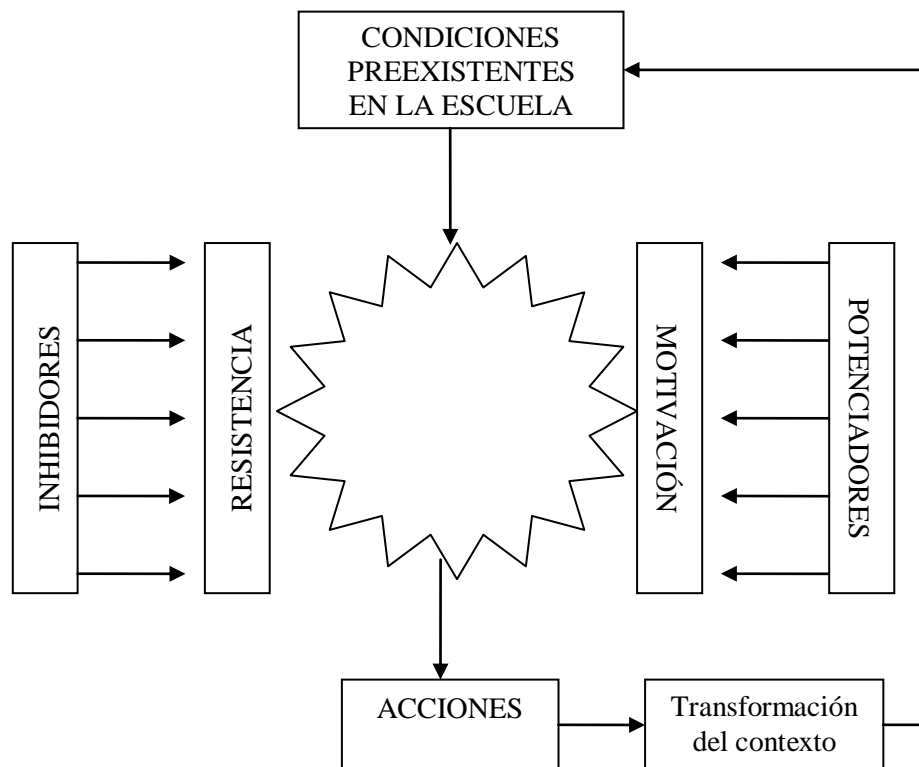 CONDICIONES
PREEXISTENTES
EN LA ESCUELA
INHIBIDORES
RESISTENCIA
MOTIVACIÓN
POTENCIADORES
ACCIONES
Transformación
del contexto